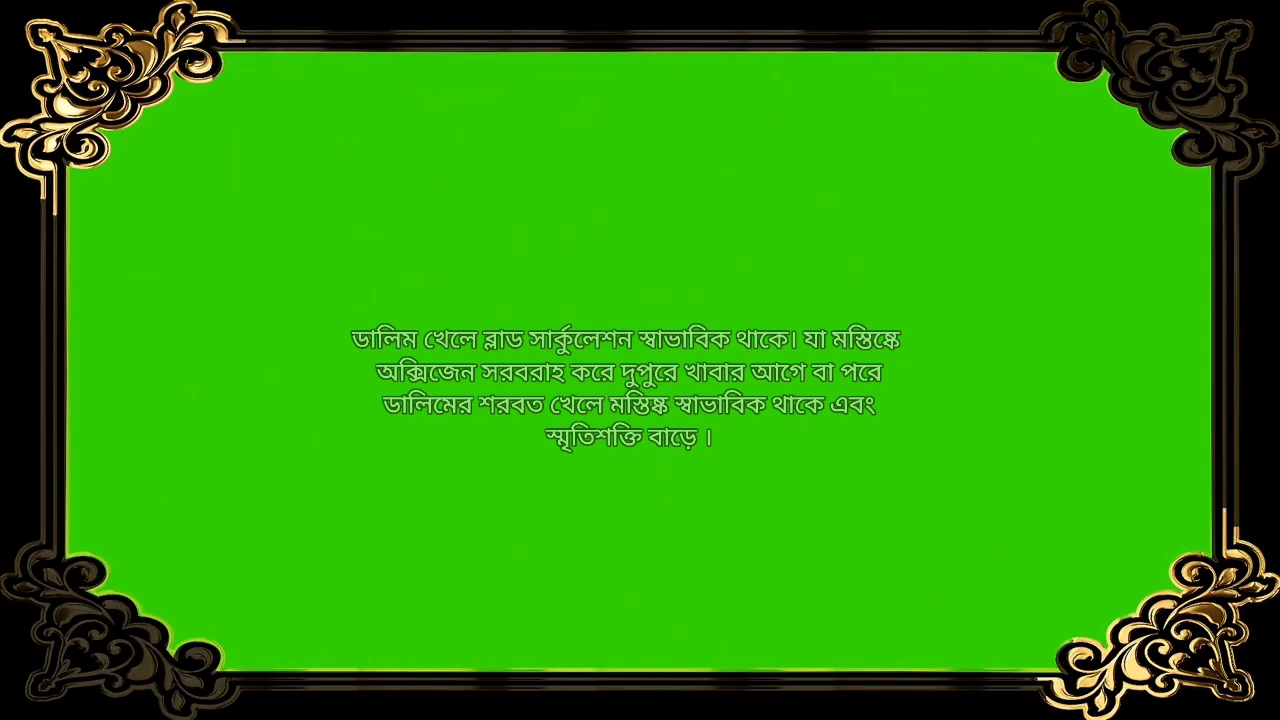 ডালিম খেলে ব্লাড সার্কুলেশন স্বাভাবিক থাকে। যা মস্তিষ্কে
অক্সিজেন সরবরাহ করে দুপুরে খাবার আগে বা পরে
ডালিমের শরবত খেলে মস্তিষ্ক স্বাভাবিক থাকে এবং
স্মৃতিশক্তি বাড়ে ।